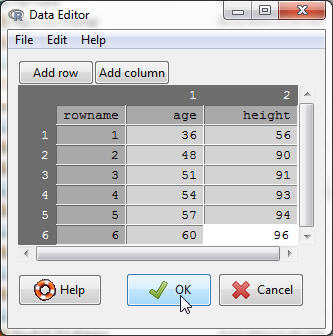 Data Editor
File Edit Help
Add row Add column
1 2
rowname age height
1 1 36 56
2 2 48 90
3 3 51 91
4 4 54 93
5 5 57 94
6 6 60 96
Help OK Cancel